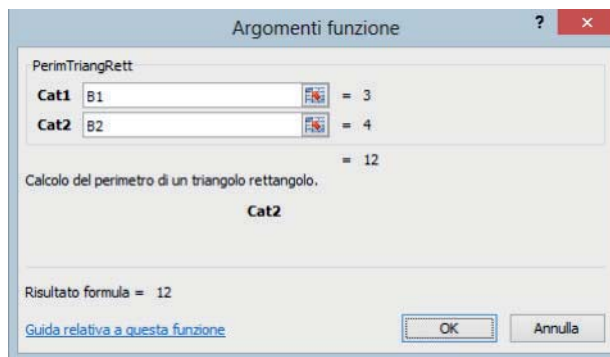 Argomenti funzione ? ×
PerimTriangRett
Cat1 B1 = 3
Cat2 B2 = 4
= 12
Calcolo del perimetro di un triangolo rettangolo.
Cat2
Risultato formula = 12
Guida relativa a questa funzione OK Annulla